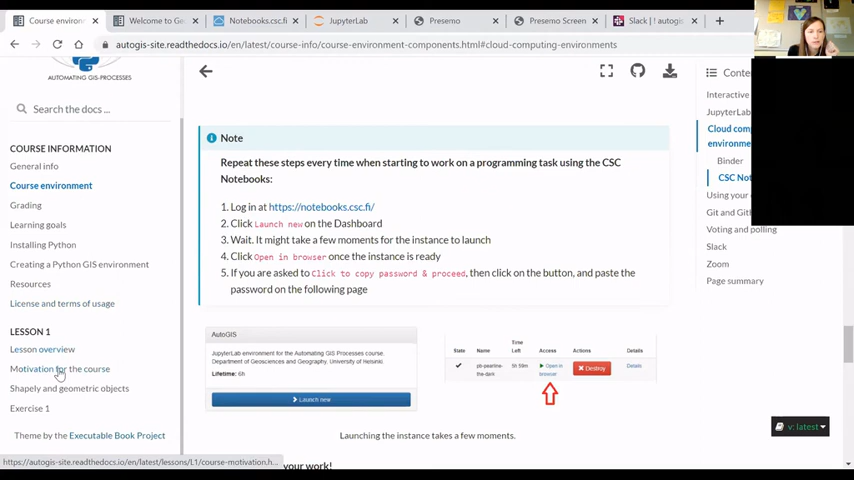 Course environ
Welcome to Ge
Notebooks.csc.fi
JupyterLab
Presemo
Presemo Screen
Slack | ! autogis
autogis-site.readthedocs.io/en/latest/course-info/course-environment-components.html#cloud-computing-environments
AUTOMATING GIS-PROCESSES
Search the docs ...
COURSE INFORMATION
General info
Course environment
Grading
Learning goals
Installing Python
Creating a Python GIS environment
Resources
License and terms of usage
LESSON 1
Lesson overview
Motivation for the course
Shapely and geometric objects
Exercise 1
Theme by the Executable Book Project
https://autogis-site.readthedocs.io/en/latest/lessons/L1/course-motivation.h...
Note
Repeat these steps every time when starting to work on a programming task using the CSC
Notebooks:
1. Log in at https://notebooks.csc.fi/
2. Click Launch new on the Dashboard
3. Wait. It might take a few moments for the instance to launch
4. Click Open in browser once the instance is ready
5. If you are asked to Click to copy password & proceed, then click on the button, and paste the
password on the following page
AutoGIS
JupyterLab environment for the Automating GIS Processes course.
Department of Geosciences and Geography, University of Helsinki
Lifetime: 6h
Launch new
State
Name
Time
Left
Access
Actions
Details
pb-pearline-
the-dark
5h 59m
Open in
browser
Destroy
Details
Launching the instance takes a few moments.
your work!
Conten
Interactive
JupyterLab
Cloud comp
environme
Binder
CSC Not
Using your
Git and Gith
Voting and polling
Slack
Zoom
Page summary
v: latest